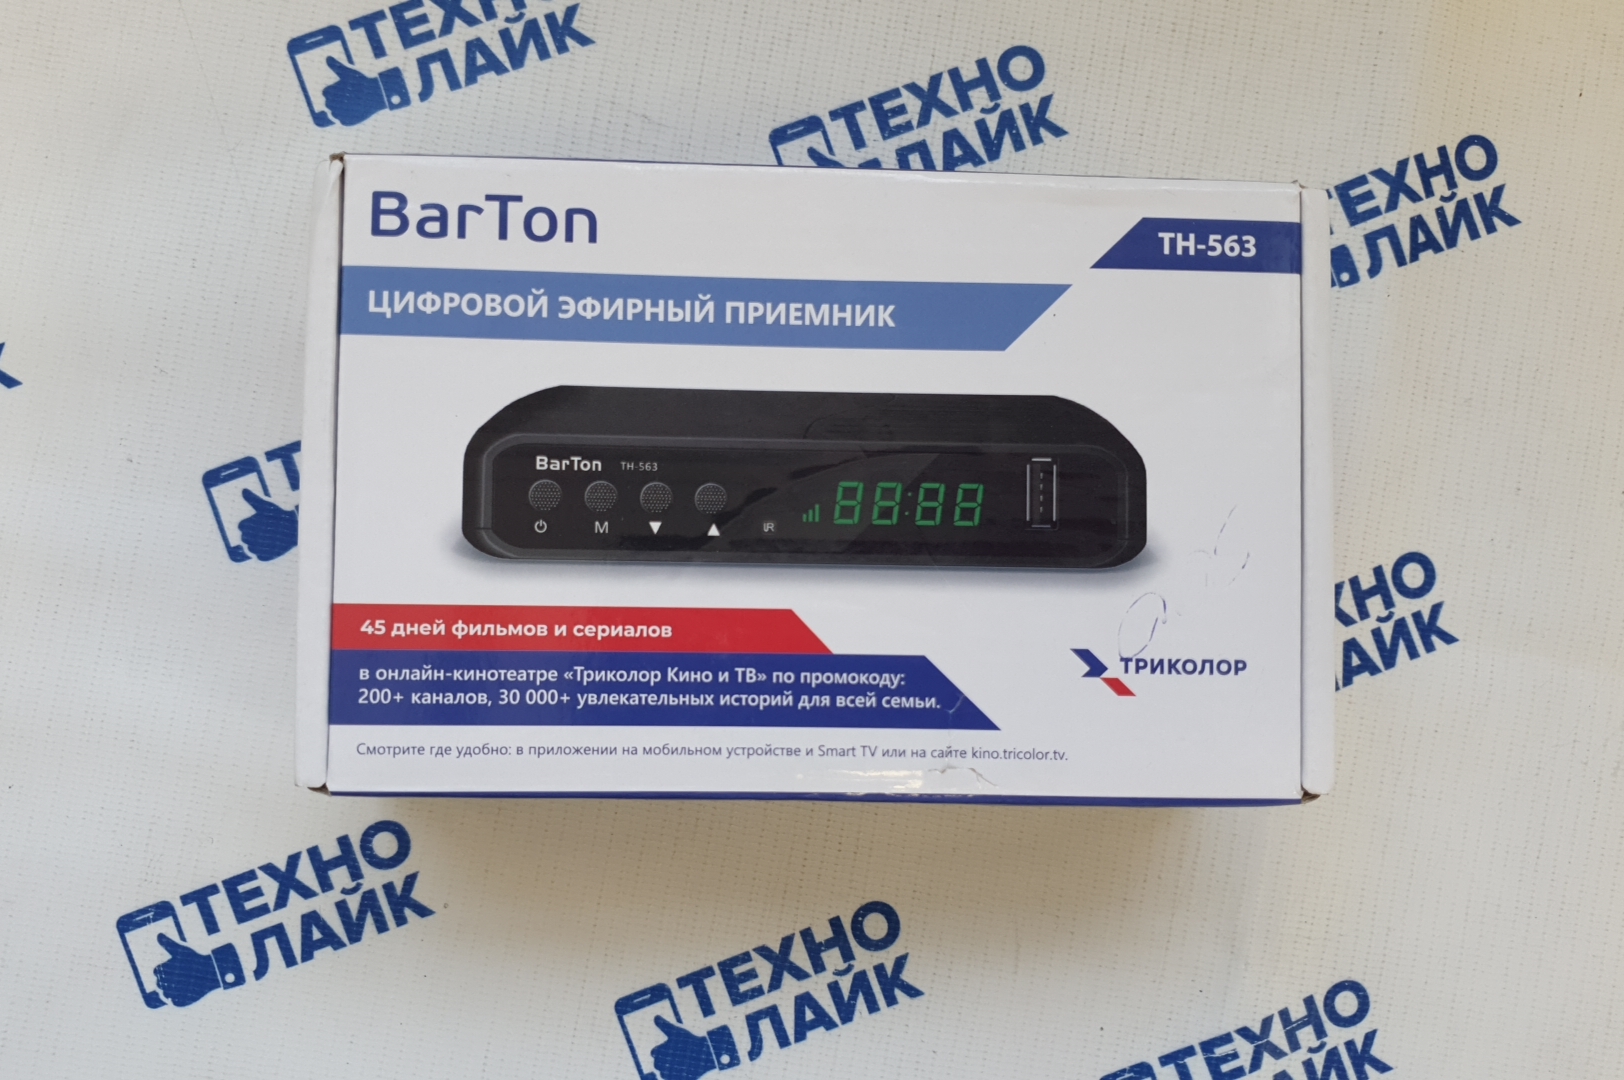 ТЕХНО
ЛАЙК
ТЕХНО
ЛАЙК
ТЕХНО
ЛАЙК
BarTon
TH-563
ЦИФРОВОЙ ЭФИРНЫЙ ПРИЕМНИК
BarTon TH-563
88:88
M
IR
45 дней фильмов и сериалов
в онлайн-кинотеатре «Триколор Кино и ТВ» по промокоду:
200+ каналов, 30 000+ увлекательных историй для всей семьи.
ТРИКОЛОР
Смотрите где удобно: в приложении на мобильном устройстве и Smart TV или на сайте kino.tricolor.tv.
ТЕХНО
ЛАЙК
ТЕХНО
ЛАЙК
ТЕХНО
ЛАЙК